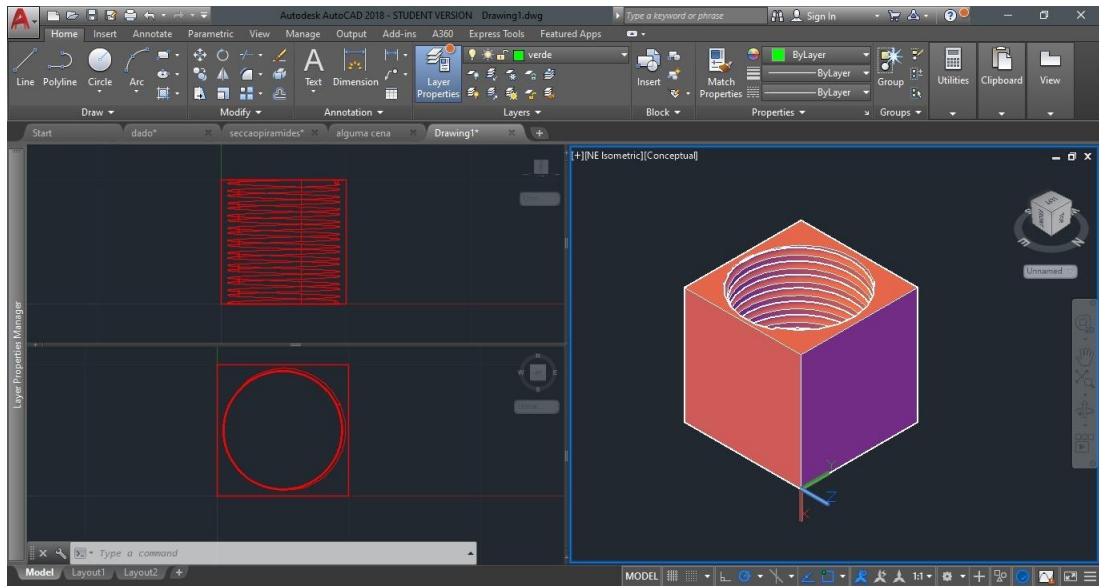 A
Autodesk AutoCAD 2018 - STUDENT VERSION Drawing1.dwg
Type a keyword or phrase
Sign In
Home Insert Annotate Parametric View Manage Output Add-ins A360 Express Tools Featured Apps
verde
ByLayer
ByLayer
ByLayer
Line Polyline Circle Arc
Text Dimension
Layer Properties
Insert
Match Properties
Group
Utilities Clipboard View
Draw Modify Annotation Layers Block Properties Groups
Start dado* seccaopiramides* alguma cena Drawing1*
[+][NE Isometric][Conceptual]
Unnamed
Layer Properties Manager
W E
Y
Z
X
Type a command
Model Layout1 Layout2 +
MODEL
1:1